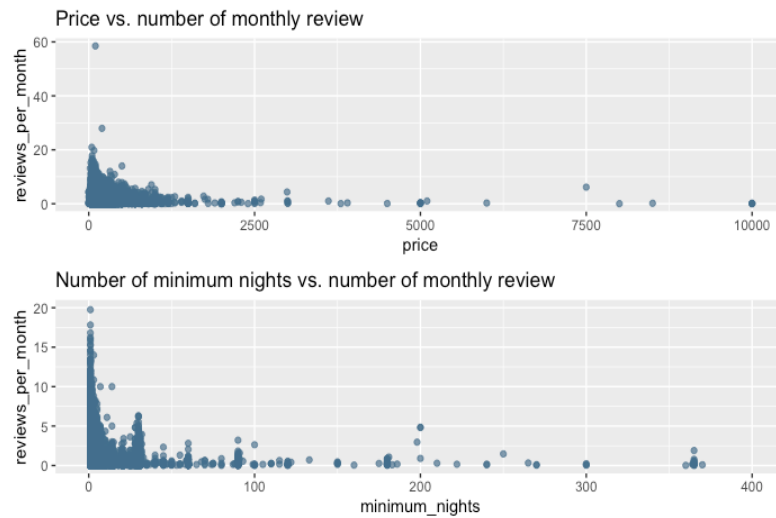 Price vs. number of monthly review
60
40
20
0
reviews_per_month
0 2500 5000 7500 10000
price
Number of minimum nights vs. number of monthly review
20
15
10
5
0
reviews_per_month
0 100 200 300 400
minimum_nights